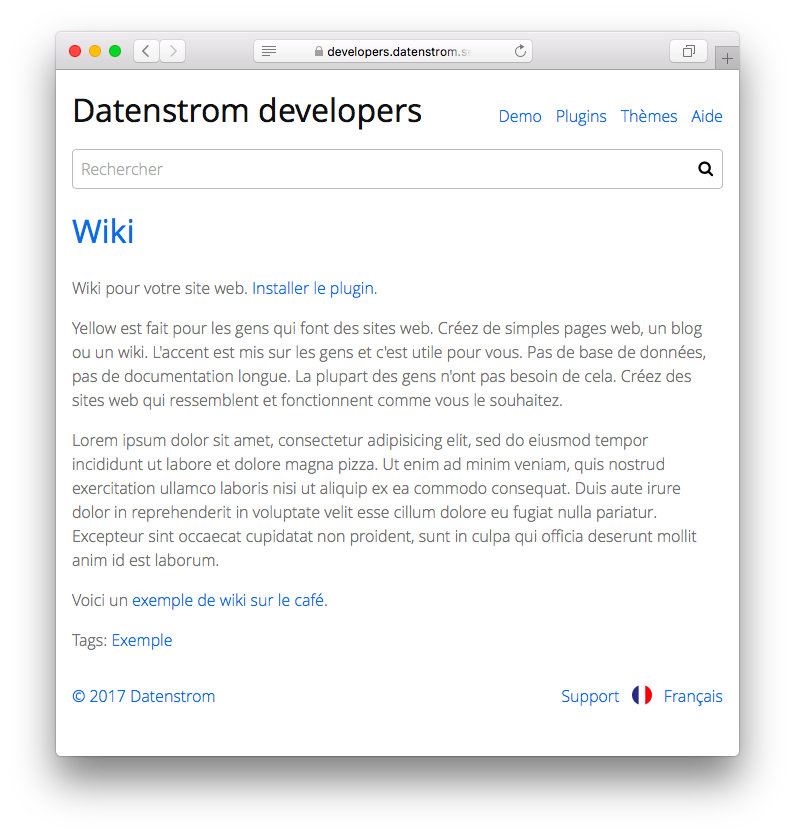 developers.datenstrom.s
Datenstrom developers
Demo Plugins Thèmes Aide
Rechercher
Wiki
Wiki pour votre site web. Installer le plugin.
Yellow est fait pour les gens qui font des sites web. Créez de simples pages web, un blog
ou un wiki. L'accent est mis sur les gens et c'est utile pour vous. Pas de base de données,
pas de documentation longue. La plupart des gens n'ont pas besoin de cela. Créez des
sites web qui ressemblent et fonctionnent comme vous le souhaitez.
Lorem ipsum dolor sit amet, consectetur adipisicing elit, sed do eiusmod tempor
incididunt ut labore et dolore magna pizza. Ut enim ad minim veniam, quis nostrud
exercitation ullamco laboris nisi ut aliquip ex ea commodo consequat. Duis aute irure
dolor in reprehenderit in voluptate velit esse cillum dolore eu fugiat nulla pariatur.
Excepteur sint occaecat cupidatat non proident, sunt in culpa qui officia deserunt mollit
anim id est laborum.
Voici un exemple de wiki sur le café.
Tags: Exemple
© 2017 Datenstrom Support Français